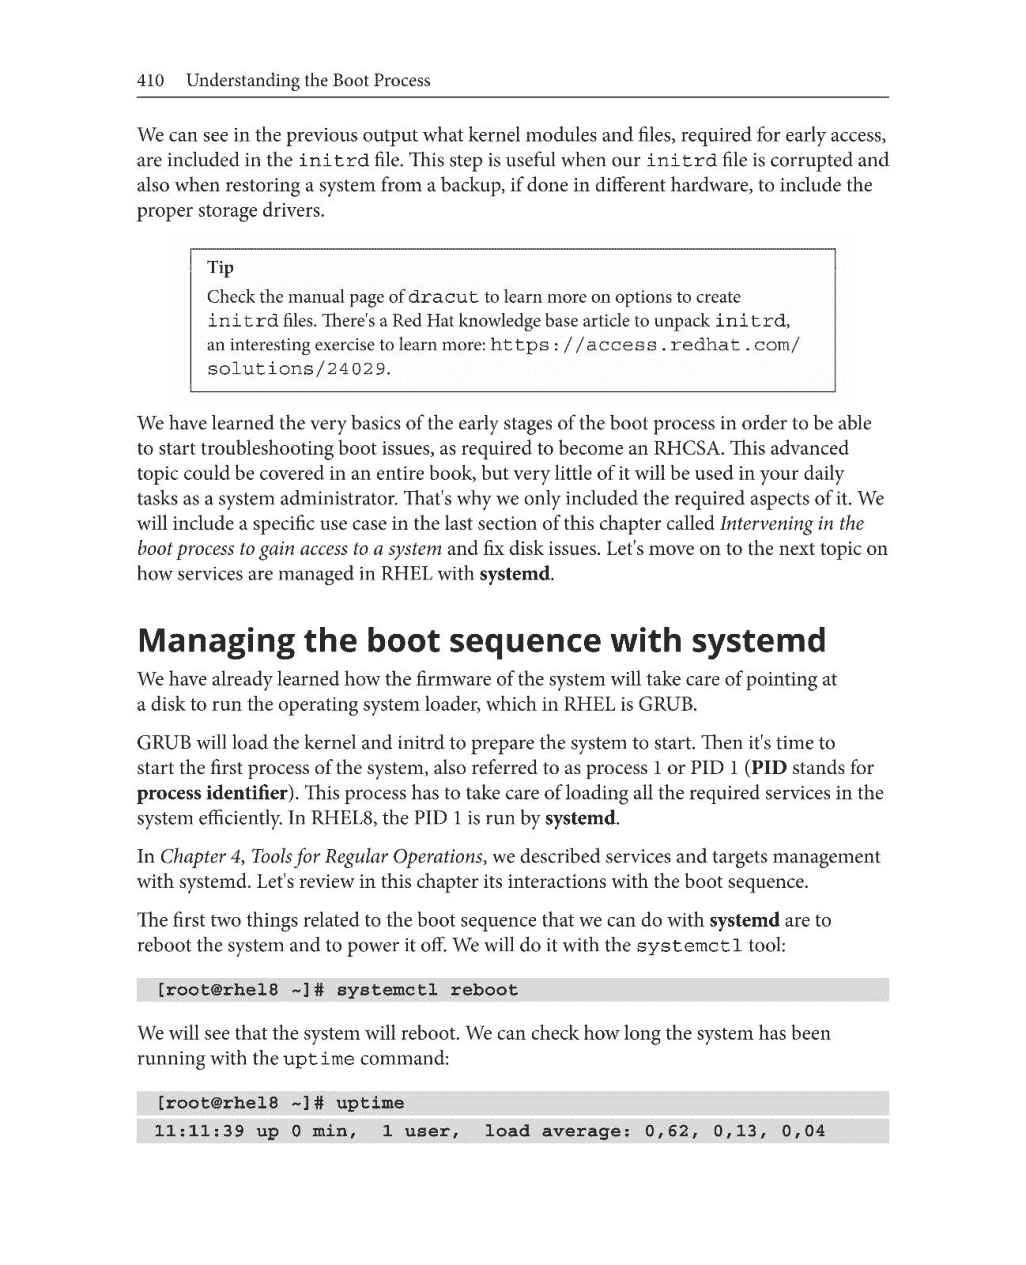 410 Understanding the Boot Process
We can see in the previous output what kernel modules and files, required for early access,
are included in the initrd file. This step is useful when our initrd file is corrupted and
also when restoring a system from a backup, if done in different hardware, to include the
proper storage drivers.
Tip
Check the manual page of dracut to learn more on options to create
initrd files. There's a Red Hat knowledge base article to unpack initrd,
an interesting exercise to learn more: https://access.redhat.com/
solutions/24029.
We have learned the very basics of the early stages of the boot process in order to be able
to start troubleshooting boot issues, as required to become an RHCSA. This advanced
topic could be covered in an entire book, but very little of it will be used in your daily
tasks as a system administrator. That's why we only included the required aspects of it. We
will include a specific use case in the last section of this chapter called Intervening in the
boot process to gain access to a system and fix disk issues. Let's move on to the next topic on
how services are managed in RHEL with systemd.
Managing the boot sequence with systemd
We have already learned how the firmware of the system will take care of pointing at
a disk to run the operating system loader, which in RHEL is GRUB.
GRUB will load the kernel and initrd to prepare the system to start. Then it's time to
start the first process of the system, also referred to as process 1 or PID 1 (PID stands for
process identifier). This process has to take care of loading all the required services in the
system efficiently. In RHEL8, the PID 1 is run by systemd.
In Chapter 4, Tools for Regular Operations, we described services and targets management
with systemd. Let's review in this chapter its interactions with the boot sequence.
The first two things related to the boot sequence that we can do with systemd are to
reboot the system and to power it off. We will do it with the systemctl tool:
[root@rhel8 ~]# systemctl reboot
We will see that the system will reboot. We can check how long the system has been
running with the uptime command:
[root@rhel8 ~]# uptime
11:11:39 up 0 min,  1 user,  load average: 0,62, 0,13, 0,04